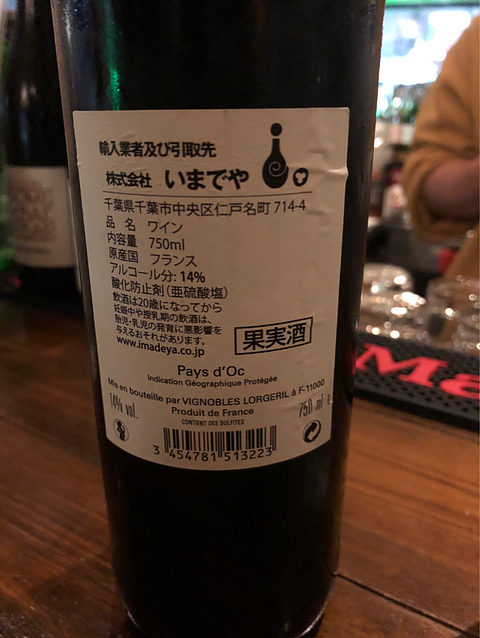 輸入業者及び引取先
株式会社 いまでや
千葉県千葉市中央区仁戸名町 714-4
品 名 ワイン
内容量 750ml
原産国 フランス
アルコール分: 14%
酸化防止剤(亜硫酸塩)
飲酒は20歳になってから
妊娠中や授乳期の飲酒は、
胎児・乳児の発育に悪影響を
与えるおそれがあります。
www.imadeya.co.jp
果実酒
Pays d'Oc
Indication Géographique Protégée
Mis en bouteille par VIGNOBLES LORGERIL à F-11000
14% vol.
Produit de France
750 ml e
CONTIENT DES SULFITES
3 454781 513223
Ma